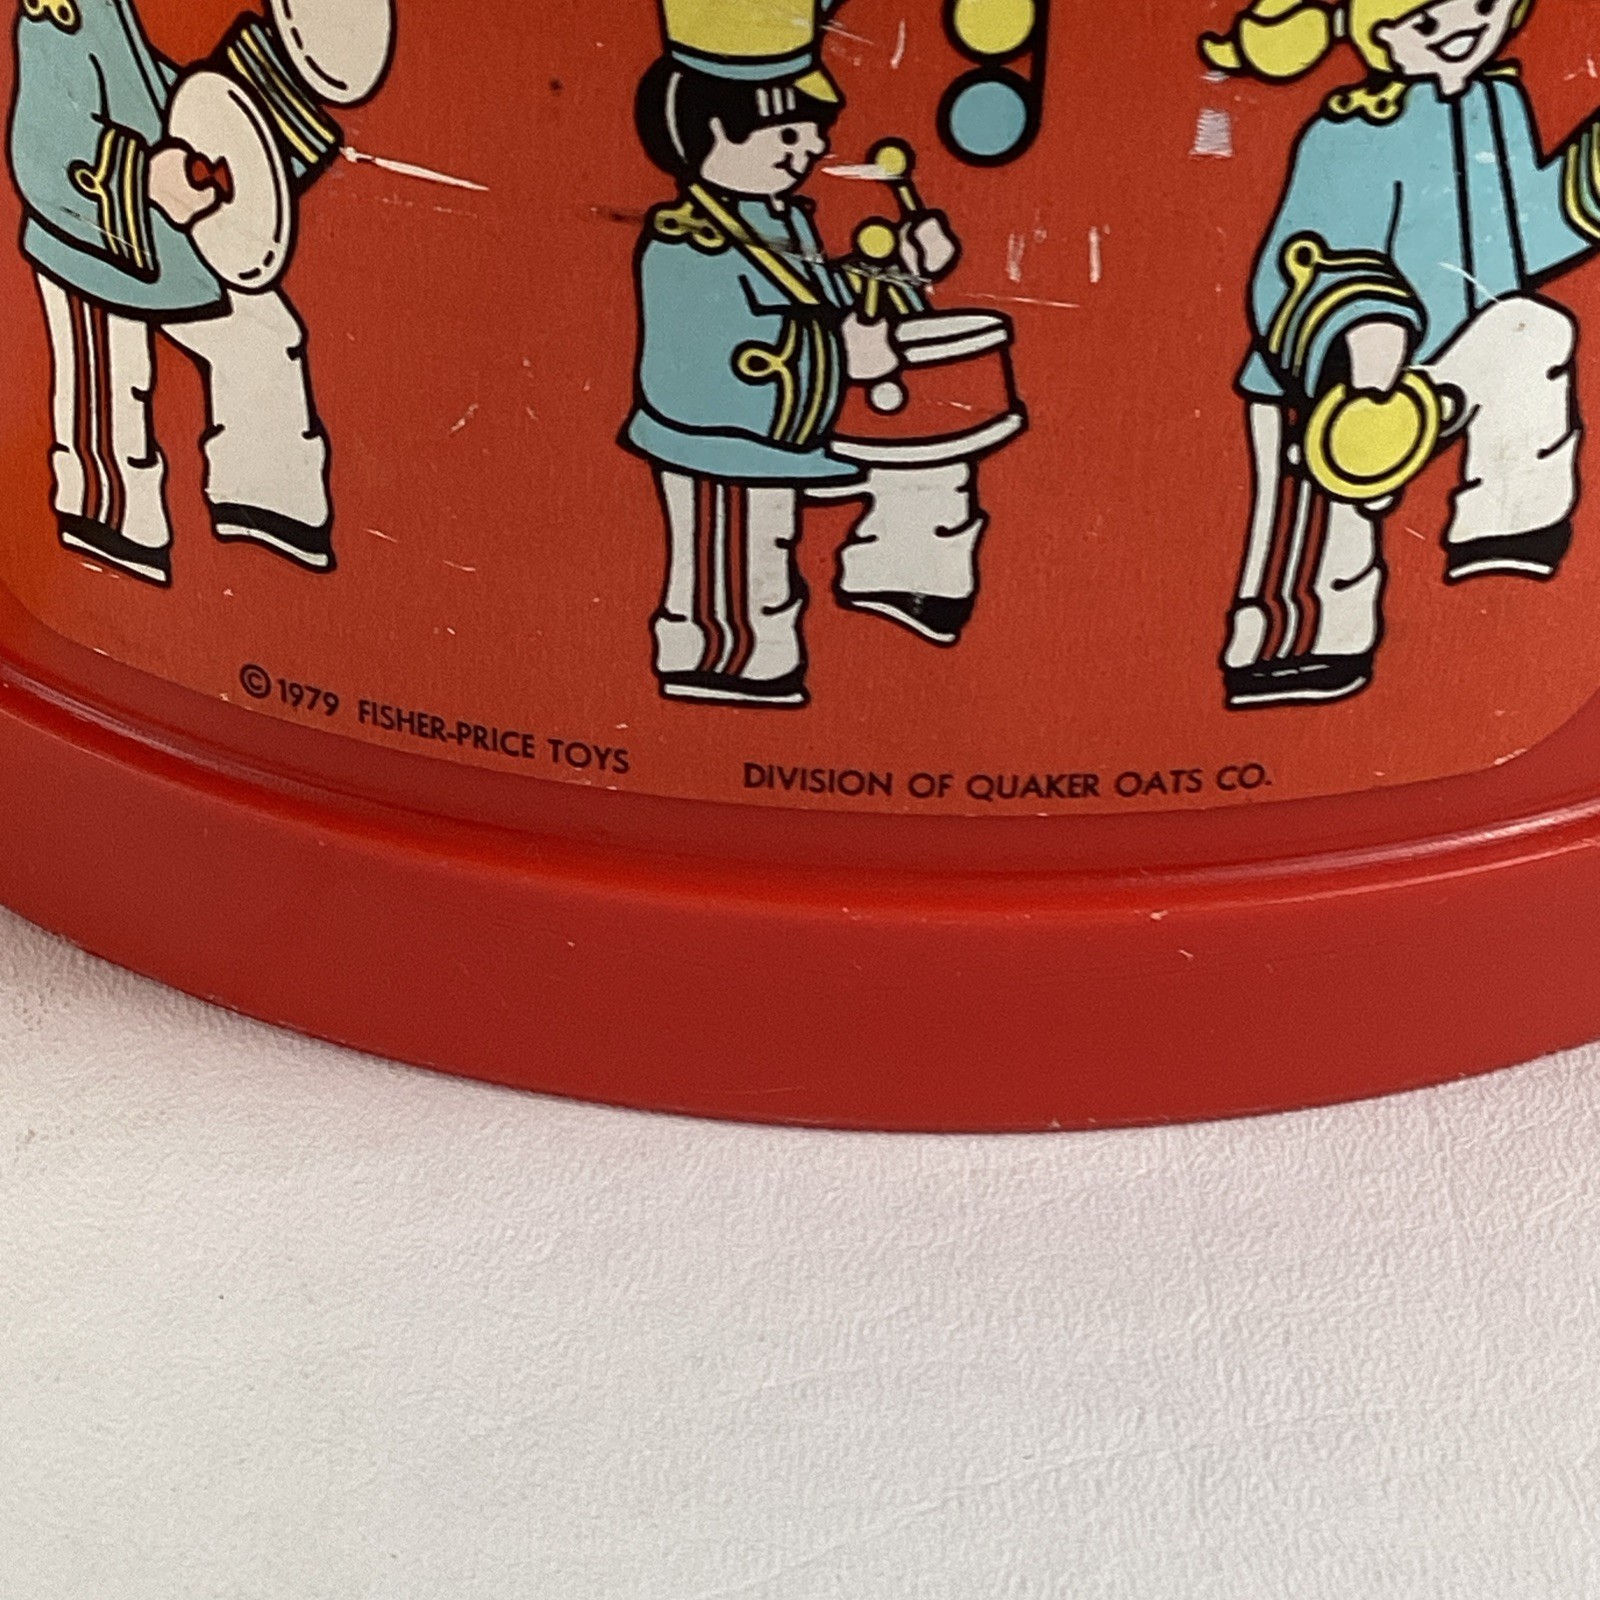 © 1979 FISHER-PRICE TOYS DIVISION OF QUAKER OATS CO.